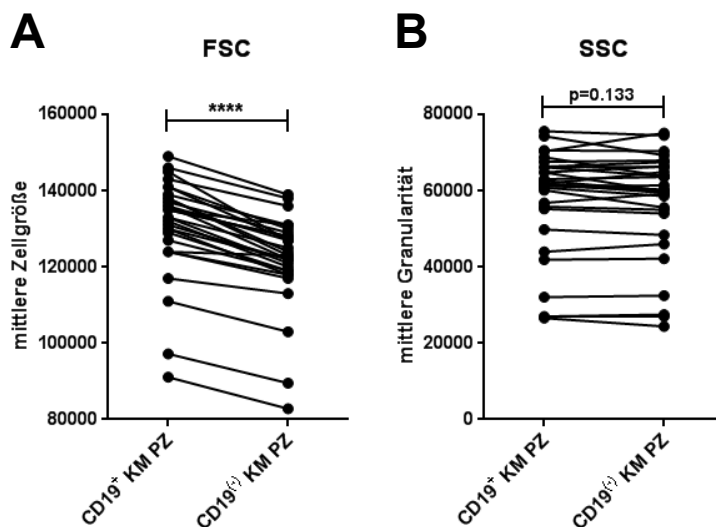 A
FSC
****
160000
140000
120000
100000
80000
mittlere Zellgröße
CD19⁺ KM PZ
CD19⁽⁻⁾ KM PZ
B
SSC
p=0.133
80000
60000
40000
20000
0
mittlere Granularität
CD19⁺ KM PZ
CD19⁽⁻⁾ KM PZ